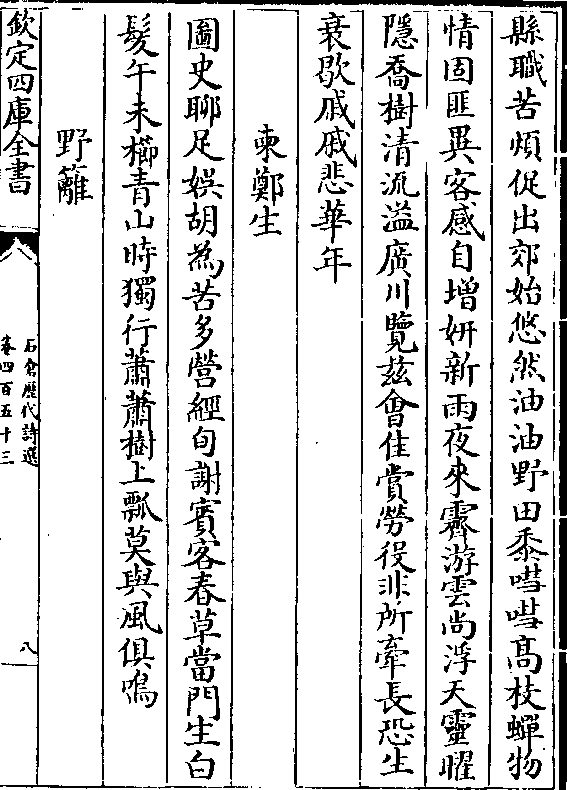 縣職苦煩促出郊始悠然油油野田黍嘒嘒髙枝蟬物
情固匪異客感自增妍新雨夜來霽游雲尚浮天靈曜
隱喬樹清流溢廣川覽兹會佳賞勞役非所牽長恐生
衰歇戚戚悲華年
柬鄭生
圖史聊足娱胡為苦多營經旬謝賓客春草當門生白
髮午未櫛青山時獨行蕭蕭樹上瓢莫與風俱鳴
野籬
欽定四庫全書
石倉歴代詩選
卷四百五十三
八